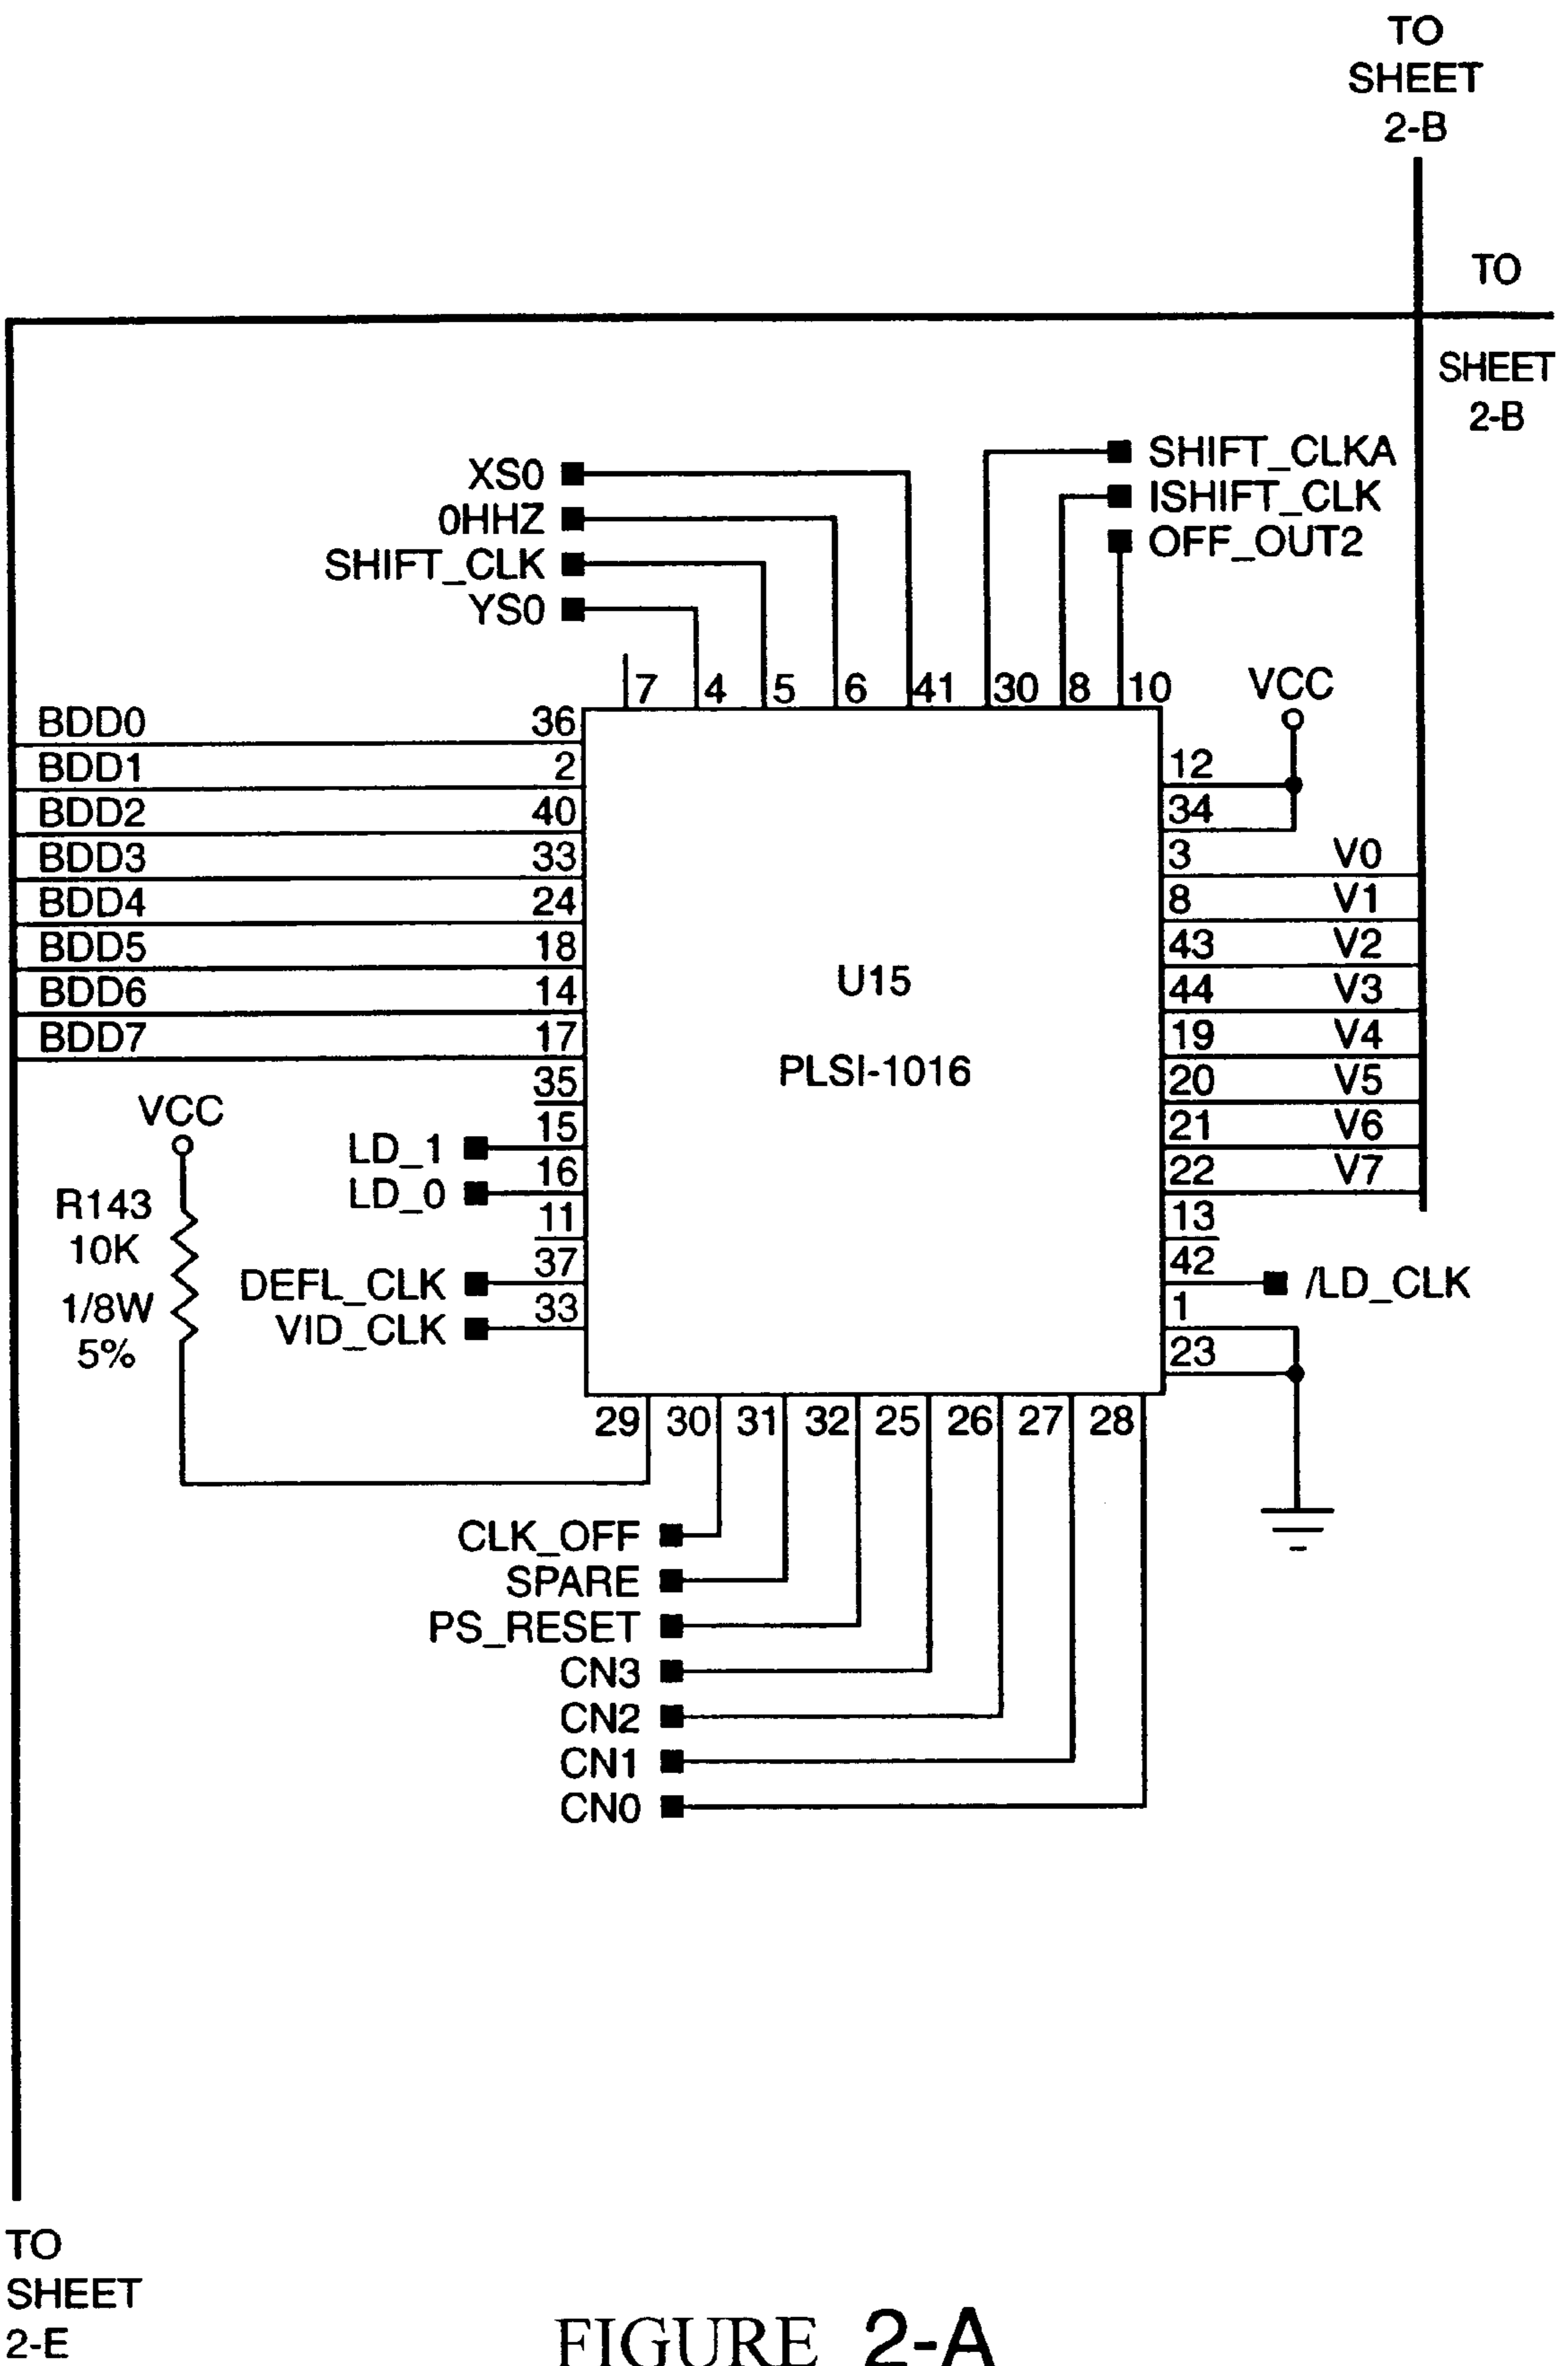 TO
SHEET
2-B
TO
SHEET
2-B
XS0
0HHZ
SHIFT_CLK
YS0
SHIFT_CLKA
ISHIFT_CLK
OFF_OUT2
7 4 5 6 41 30 8 10
VCC
BDD0 36
BDD1 2
BDD2 40
BDD3 33
BDD4 24
BDD5 18
BDD6 14
BDD7 17
35
LD_1 15
LD_0 16
11
DEFL_CLK 37
VID_CLK 33
VCC
R143
10K
1/8W
5%
U15
PLSI-1016
12
34
3 V0
8 V1
43 V2
44 V3
19 V4
20 V5
21 V6
22 V7
13
42 /LD_CLK
1
23
29 30 31 32 25 26 27 28
CLK_OFF
SPARE
PS_RESET
CN3
CN2
CN1
CN0
TO
SHEET
2-E
FIGURE 2-A